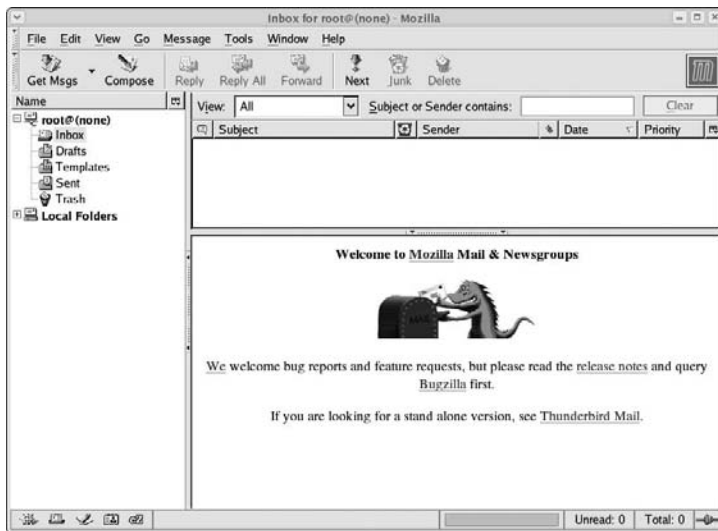 Inbox for root@(none) - Mozilla
File Edit View Go Message Tools Window Help
Get Msgs Compose Reply Reply All Forward Next Junk Delete
Name
View: All Subject or Sender contains: Clear
root@(none)
Subject Sender Date Priority
Inbox
Drafts
Templates
Sent
Trash
Local Folders
Welcome to Mozilla Mail & Newsgroups
MAIL
We welcome bug reports and feature requests, but please read the release notes and query
Bugzilla first.
If you are looking for a stand alone version, see Thunderbird Mail.
Unread: 0 Total: 0